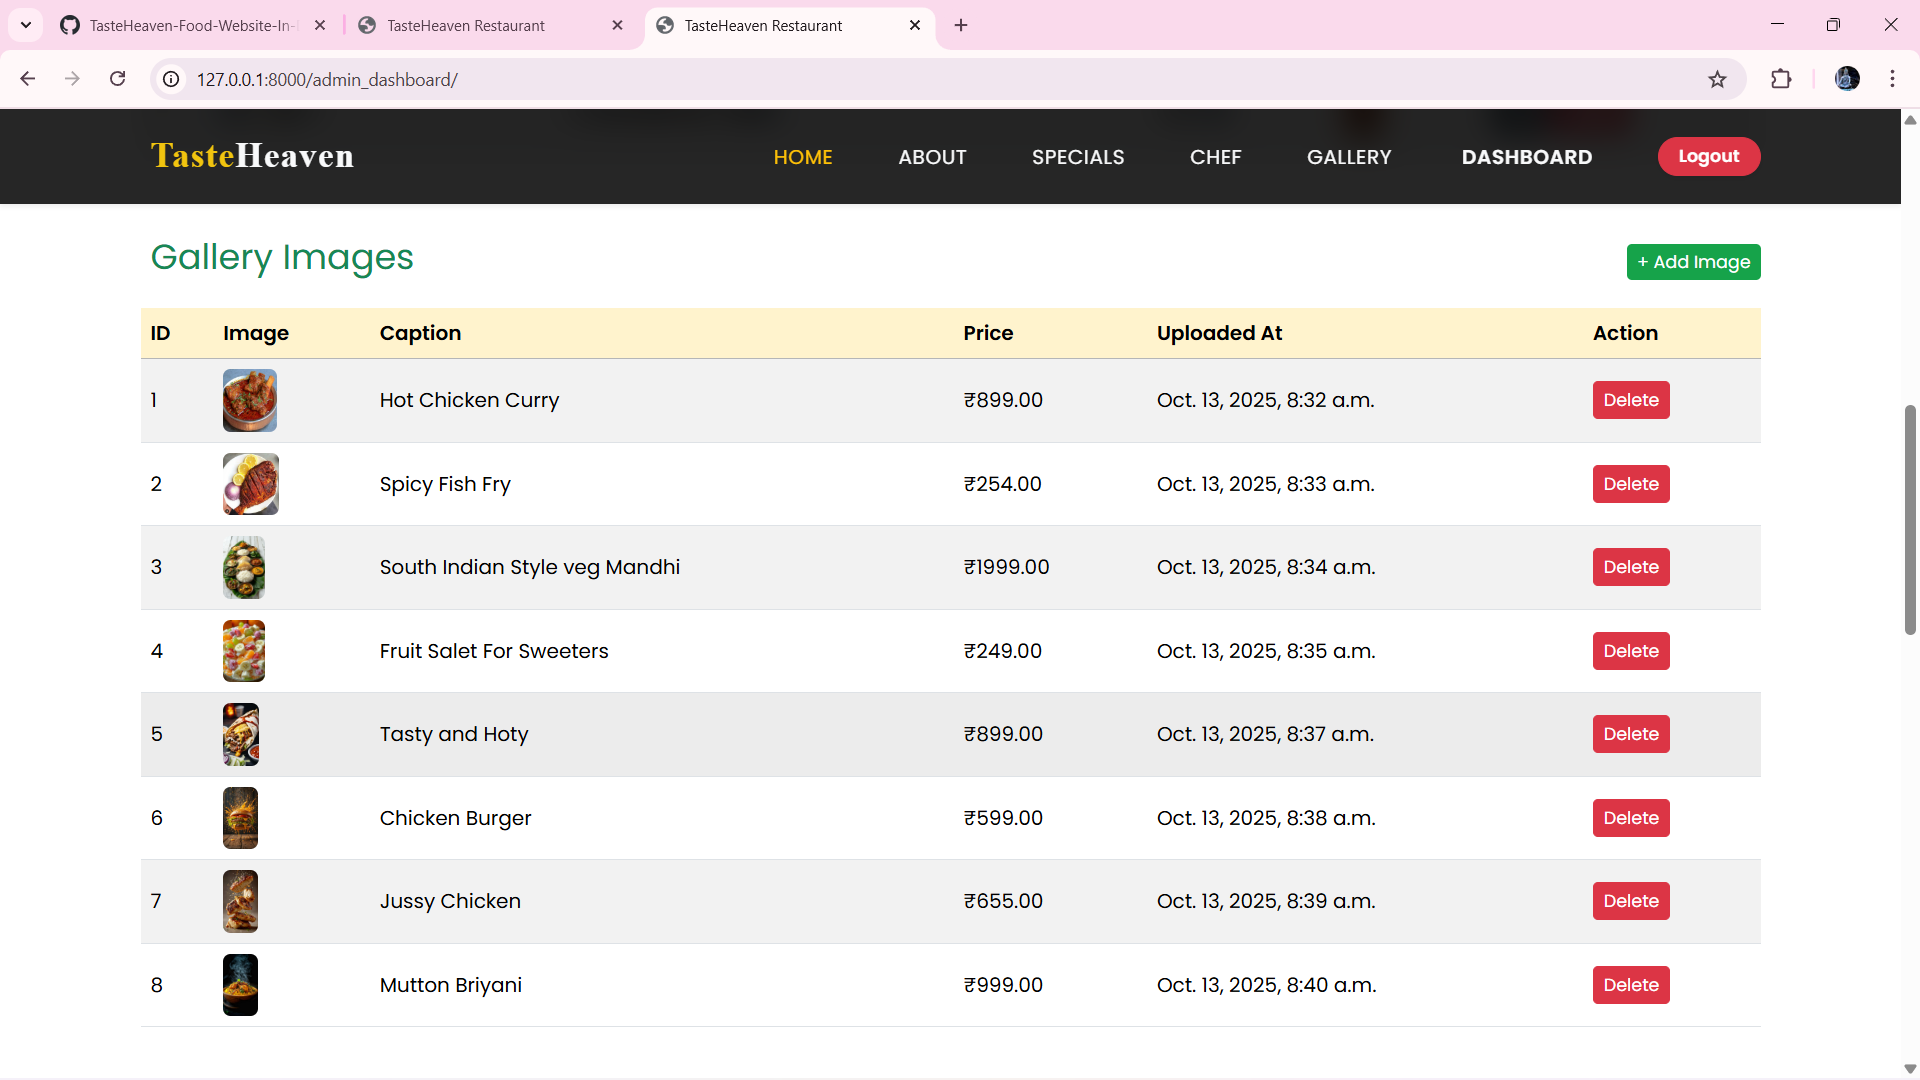 TasteHeaven-Food-Website-In-
TasteHeaven Restaurant
TasteHeaven Restaurant
127.0.0.1:8000/admin_dashboard/
TasteHeaven
HOME ABOUT SPECIALS CHEF GALLERY DASHBOARD Logout
Gallery Images
+ Add Image
ID Image Caption Price Uploaded At Action
1 Hot Chicken Curry ₹899.00 Oct. 13, 2025, 8:32 a.m. Delete
2 Spicy Fish Fry ₹254.00 Oct. 13, 2025, 8:33 a.m. Delete
3 South Indian Style veg Mandhi ₹1999.00 Oct. 13, 2025, 8:34 a.m. Delete
4 Fruit Salet For Sweeters ₹249.00 Oct. 13, 2025, 8:35 a.m. Delete
5 Tasty and Hoty ₹899.00 Oct. 13, 2025, 8:37 a.m. Delete
6 Chicken Burger ₹599.00 Oct. 13, 2025, 8:38 a.m. Delete
7 Jussy Chicken ₹655.00 Oct. 13, 2025, 8:39 a.m. Delete
8 Mutton Briyani ₹999.00 Oct. 13, 2025, 8:40 a.m. Delete